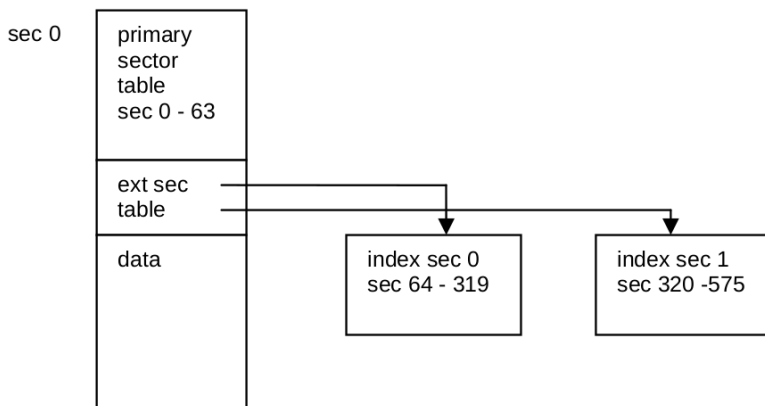 sec 0
primary
sector
table
sec 0 - 63
ext sec
table
data
index sec 0
sec 64 - 319
index sec 1
sec 320 -575